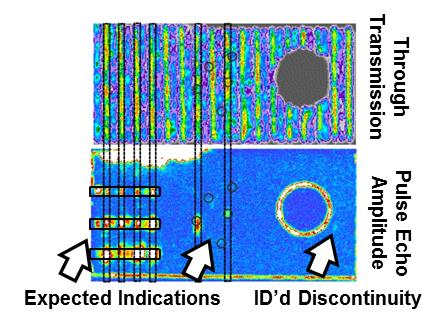 Through
Transmission
Pulse Echo
Amplitude
Expected Indications
ID'd Discontinuity